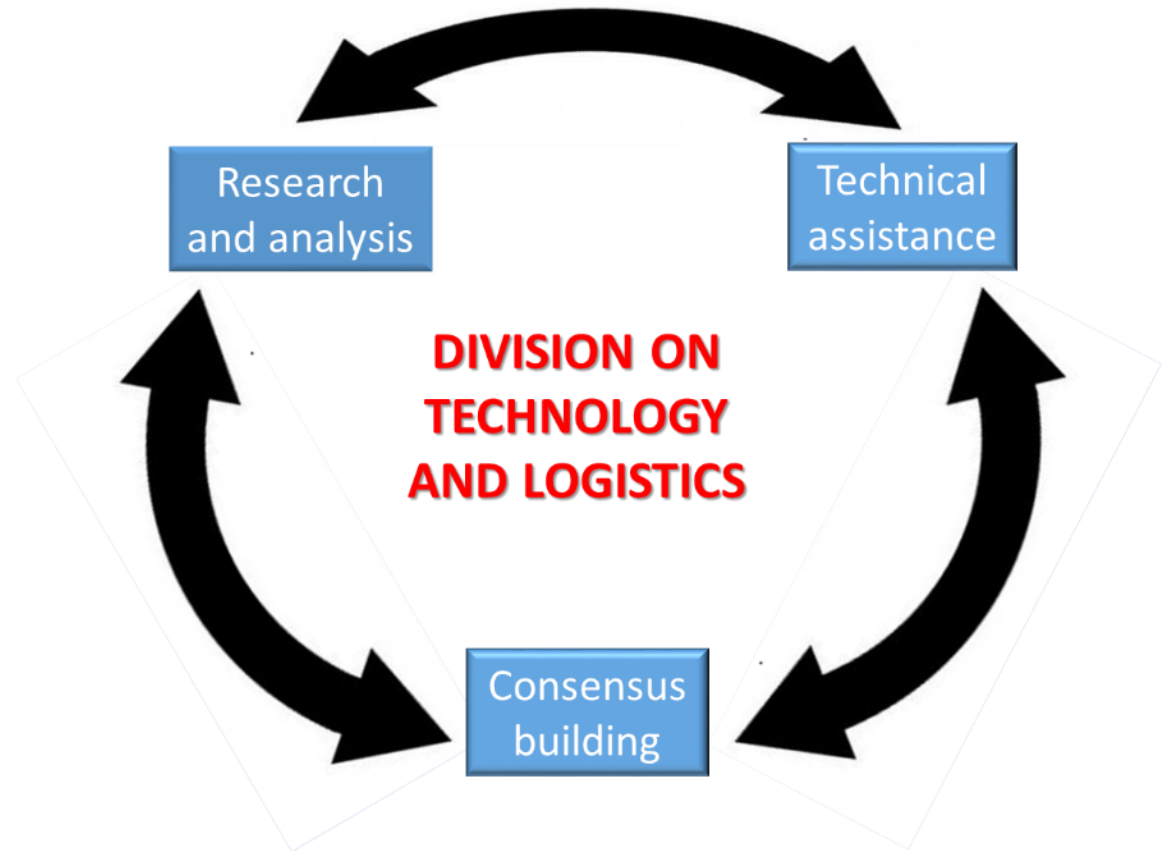 Research
and analysis
Technical
assistance
DIVISION ON
TECHNOLOGY
AND LOGISTICS
Consensus
building